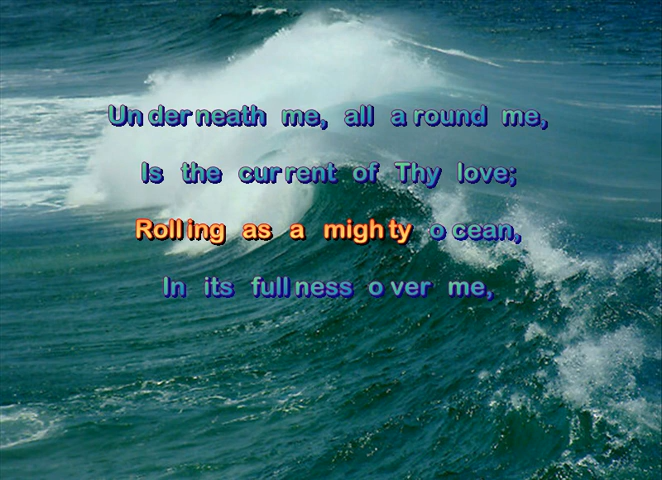 Un der neath me, all a round me,
Is the cur rent of Thy love;
Roll ing as a migh ty o cean,
In its full ness o ver me,